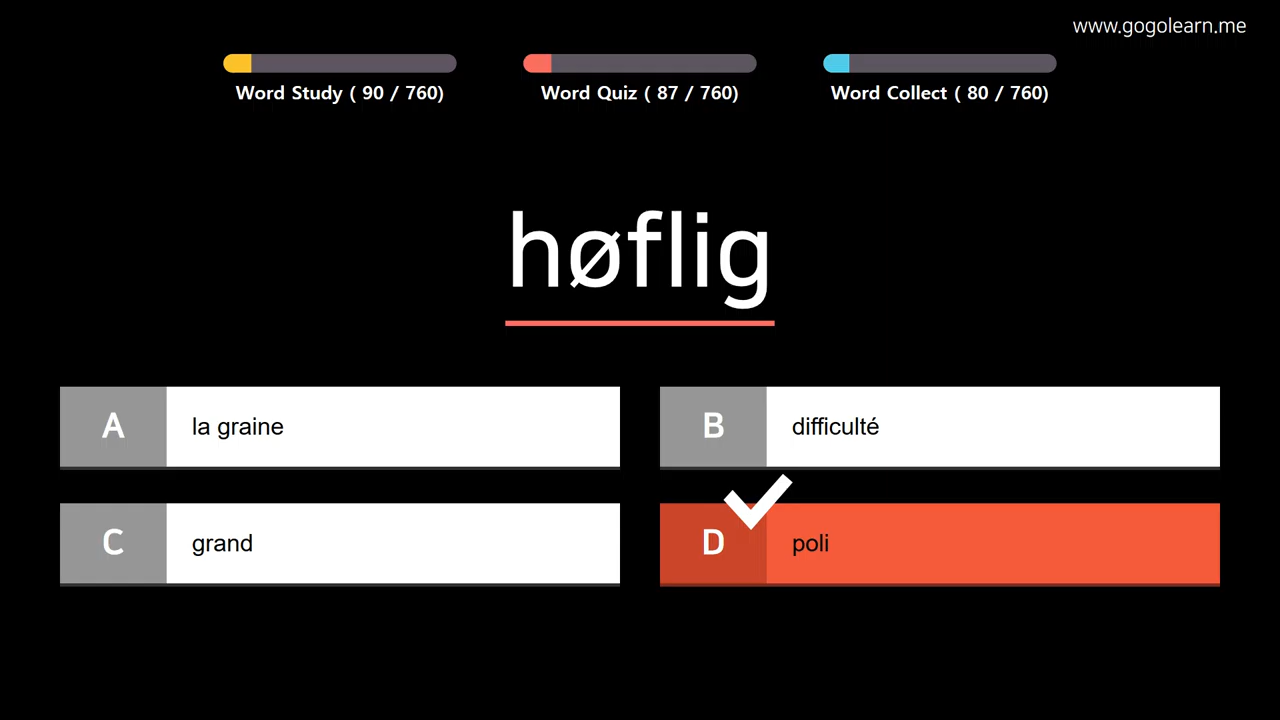 www.gogolearn.me
Word Study ( 90 / 760)
Word Quiz ( 87 / 760)
Word Collect ( 80 / 760)
høflig
A la graine
B difficulté
C grand
D poli